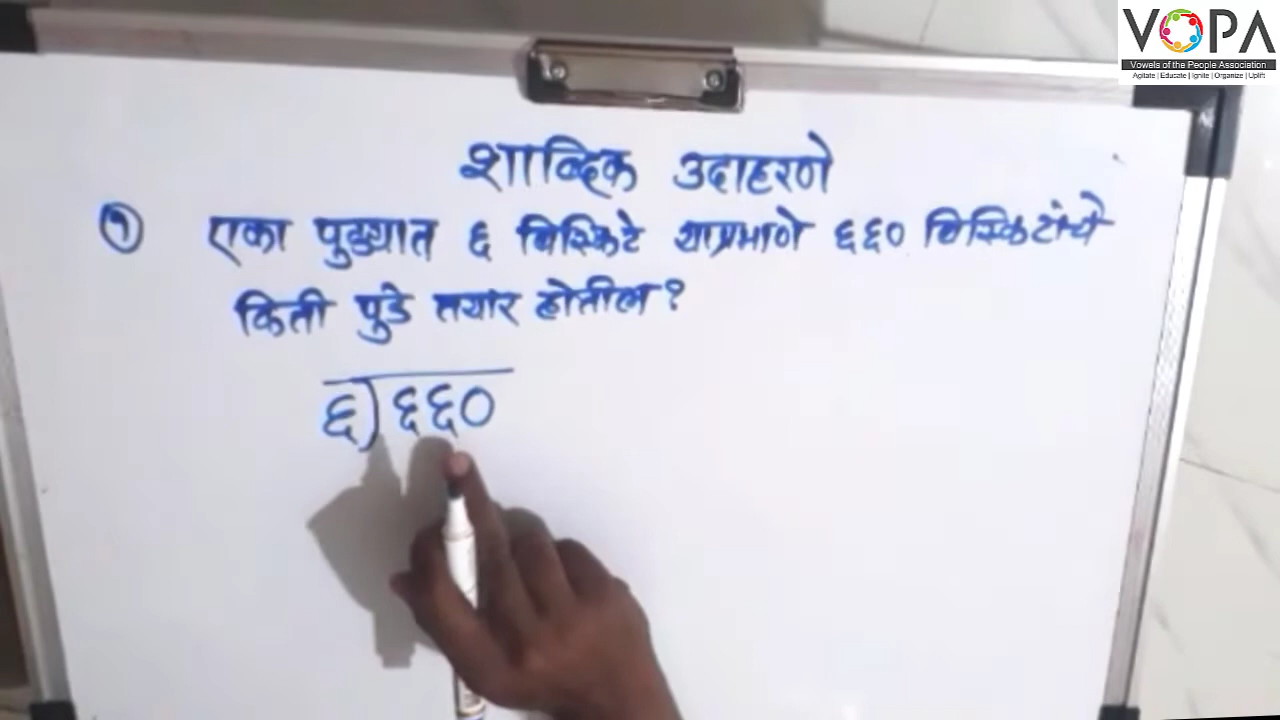 VOPA
Vowels of the People Association
Agitate | Educate | Ignite | Organize | Uplift
शाब्दिक उदाहरणे
१ एका पुड्यात ६ बिस्किटे याप्रमाणे ६६० बिस्किटांचे
किती पुडे तयार होतील ?
६) ६६०